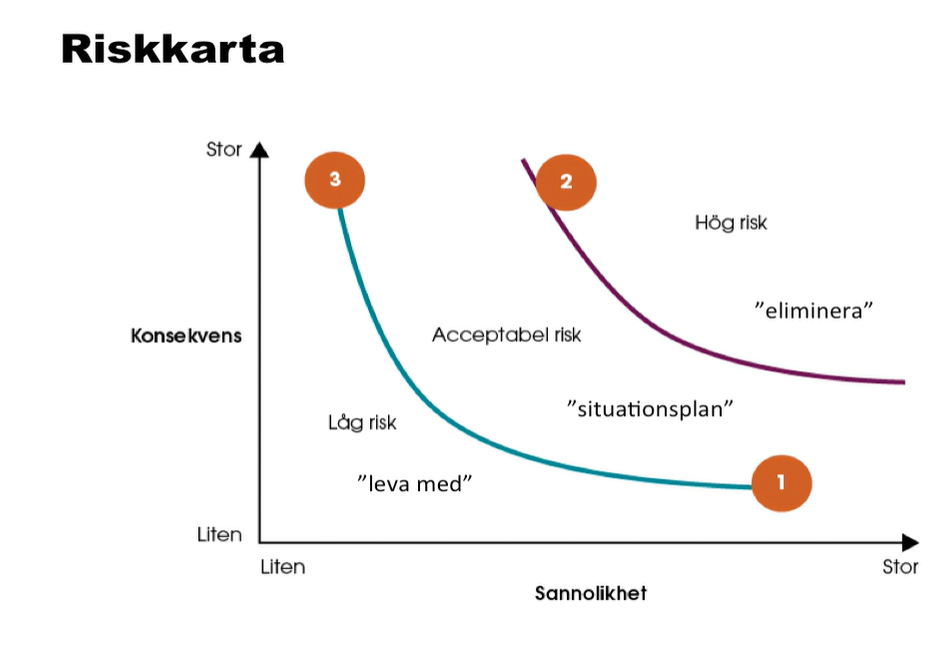 Riskkarta
Stor
3
2
Hög risk
”eliminera”
Konsekvens
Acceptabel risk
”situationsplan”
Låg risk
”leva med”
1
Liten
Liten
Stor
Sannolikhet